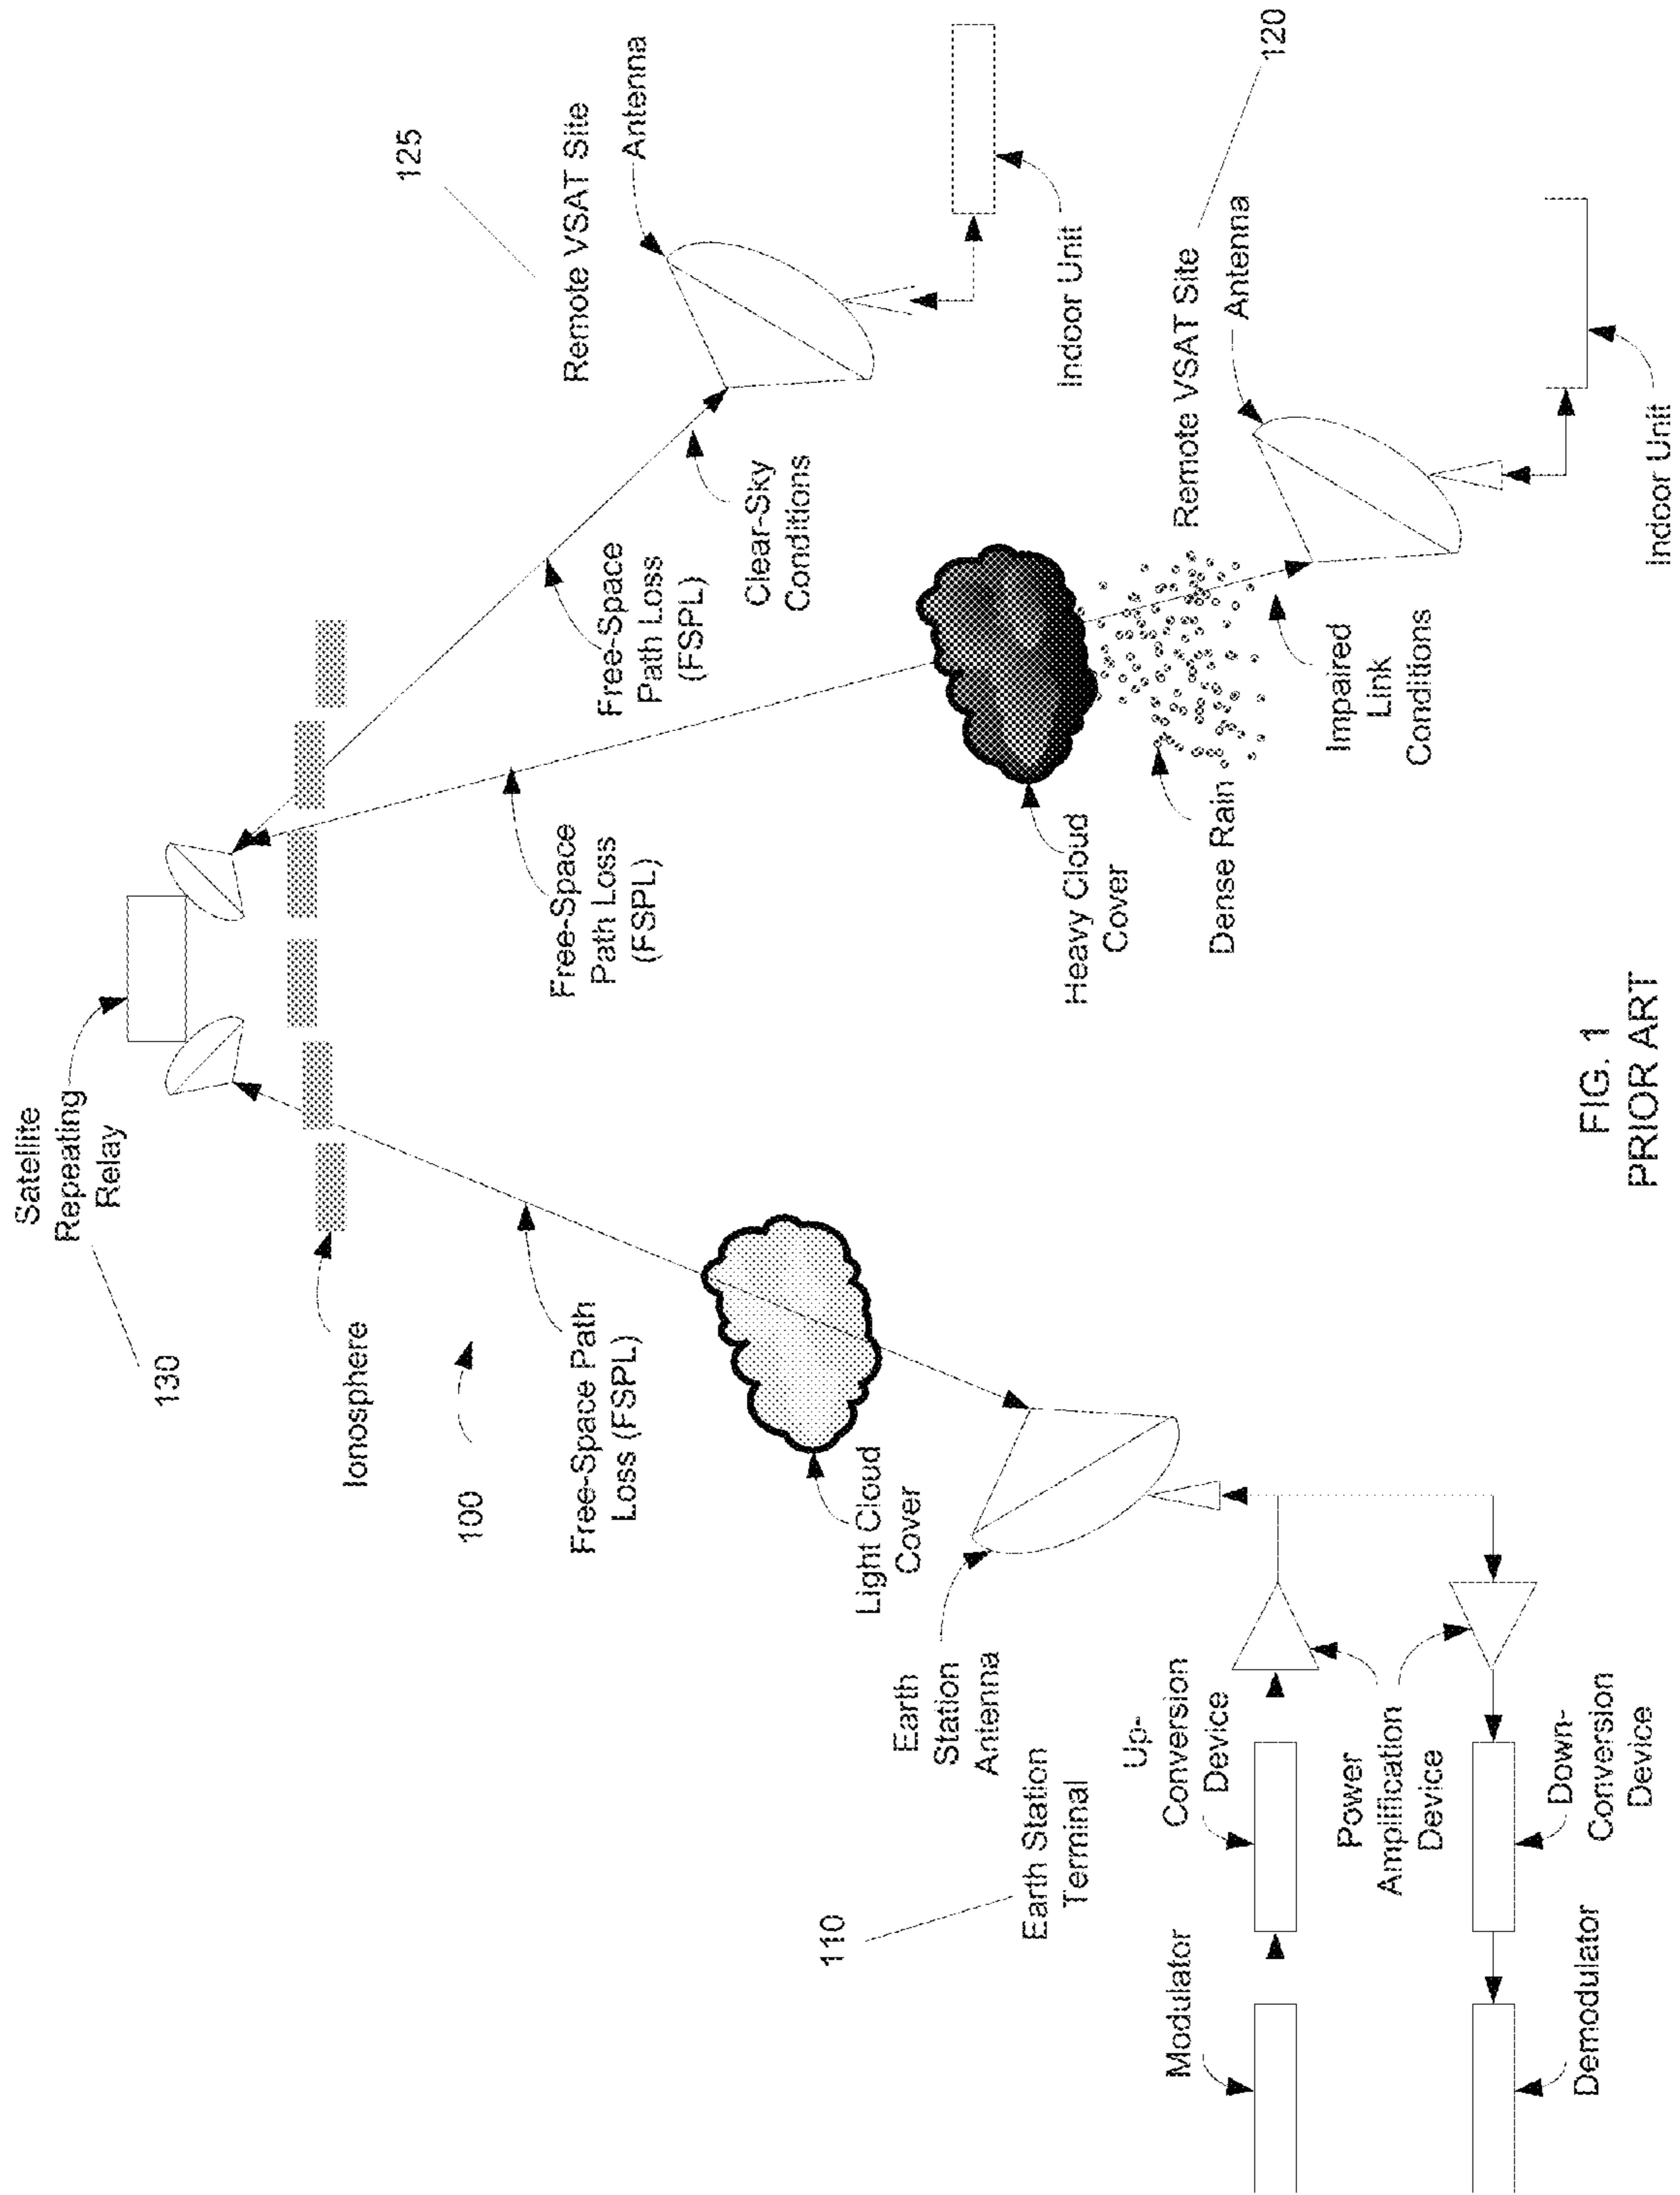 Satellite
Repeating
Relay
130
Ionosphere
100
Free-Space Path
Loss (FSPL)
Light Cloud
Cover
Earth
Station
Antenna
110
Earth Station
Terminal
Modulator
Up-
Conversion
Device
Power
Amplification
Device
Demodulator
Down-
Conversion
Device
Free-Space
Path Loss
(FSPL)
Free-Space
Path Loss
(FSPL)
Clear-Sky
Conditions
125
Remote VSAT Site
Antenna
Indoor Unit
Heavy Cloud
Cover
Dense Rain
Impaired
Link
Conditions
Remote VSAT Site
120
Antenna
Indoor Unit
FIG. 1
PRIOR ART